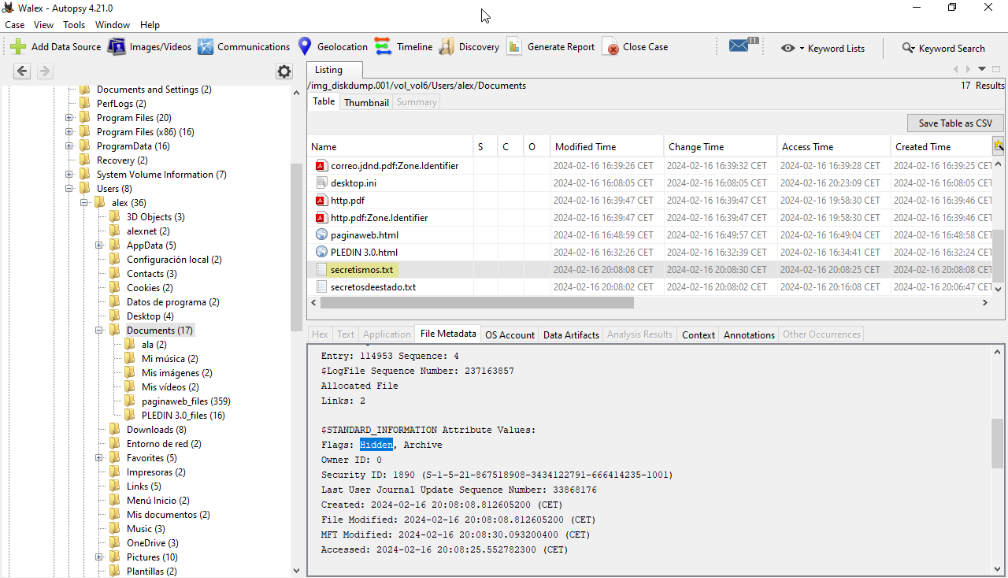 Walex - Autopsy 4.21.0
Case View Tools Window Help
Add Data Source Images/Videos Communications Geolocation Timeline Discovery Generate Report Close Case Keyword Lists Keyword Search
Listing
/img_diskdump.001/vol_vol6/Users/alex/Documents
17 Results
Table Thumbnail Summary
Save Table as CSV
Name S C O Modified Time Change Time Access Time Created Time
correo.jdnd.pdf:Zone.Identifier 2024-02-16 16:39:26 CET 2024-02-16 16:39:32 CET 2024-02-16 16:39:28 CET 2024-02-16 16:39:25 CET
desktop.ini 2024-02-16 16:08:05 CET 2024-02-16 16:08:05 CET 2024-02-16 20:23:09 CET 2024-02-16 16:08:05 CET
http.pdf 2024-02-16 16:39:47 CET 2024-02-16 16:39:47 CET 2024-02-16 19:58:30 CET 2024-02-16 16:39:46 CET
http.pdf:Zone.Identifier 2024-02-16 16:39:47 CET 2024-02-16 16:39:47 CET 2024-02-16 19:58:30 CET 2024-02-16 16:39:46 CET
paginaweb.html 2024-02-16 16:48:59 CET 2024-02-16 16:49:57 CET 2024-02-16 16:49:04 CET 2024-02-16 16:48:58 CET
PLEDIN 3.0.html 2024-02-16 16:32:26 CET 2024-02-16 16:32:39 CET 2024-02-16 16:34:41 CET 2024-02-16 16:32:24 CET
secretismos.txt 2024-02-16 20:08:08 CET 2024-02-16 20:08:30 CET 2024-02-16 20:08:25 CET 2024-02-16 20:08:08 CET
secretosdeestado.txt 2024-02-16 20:08:02 CET 2024-02-16 20:08:02 CET 2024-02-16 20:16:08 CET 2024-02-16 20:06:47 CET
Documents and Settings (2)
PerfLogs (2)
Program Files (20)
Program Files (x86) (16)
ProgramData (16)
Recovery (2)
System Volume Information (7)
Users (8)
alex (36)
3D Objects (3)
alexnet (2)
AppData (5)
Configuración local (2)
Contacts (3)
Cookies (2)
Datos de programa (2)
Desktop (4)
Documents (17)
ala (2)
Mi música (2)
Mis imágenes (2)
Mis vídeos (2)
paginaweb_files (359)
PLEDIN 3.0_files (16)
Downloads (8)
Entorno de red (2)
Favorites (5)
Impresoras (2)
Links (5)
Menú Inicio (2)
Mis documentos (2)
Music (3)
OneDrive (3)
Pictures (10)
Plantillas (2)
Hex Text Application File Metadata OS Account Data Artifacts Analysis Results Context Annotations Other Occurrences
Entry: 114953 Sequence: 4
$LogFile Sequence Number: 237163857
Allocated File
Links: 2
$STANDARD_INFORMATION Attribute Values:
Flags: Hidden, Archive
Owner ID: 0
Security ID: 1890 (S-1-5-21-867518908-3434122791-666414235-1001)
Last User Journal Update Sequence Number: 33868176
Created: 2024-02-16 20:08:08.812605200 (CET)
File Modified: 2024-02-16 20:08:08.812605200 (CET)
MFT Modified: 2024-02-16 20:08:30.093200400 (CET)
Accessed: 2024-02-16 20:08:25.552782300 (CET)